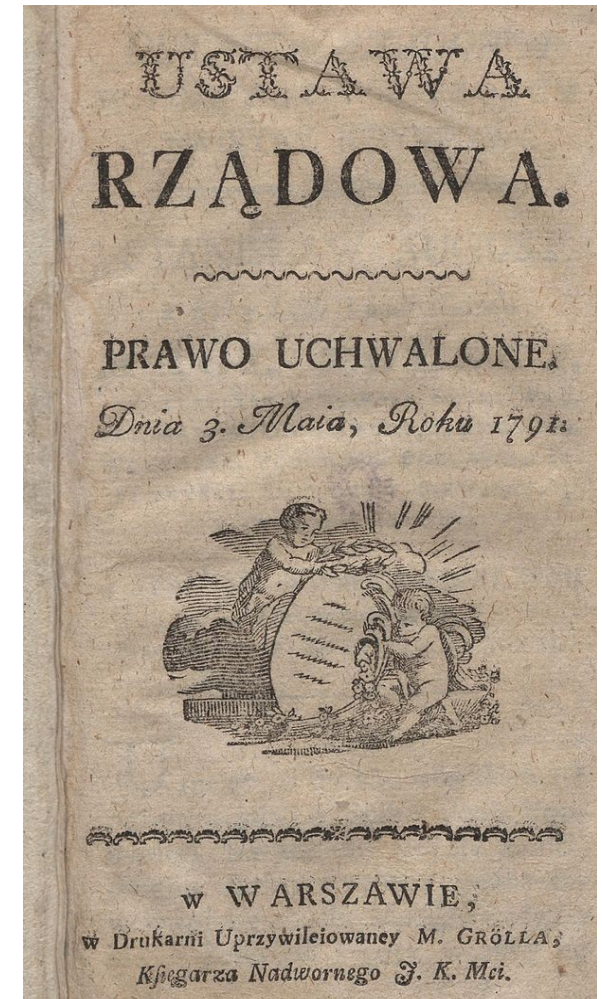 USTAWA
RZĄDOWA.
PRAWO UCHWALONE.
Dnia 3. Maia, Roku 1791.
w WARSZAWIE,
w Drukarni Uprzywileiowaney M. GRÖLLA,
Księgarza Nadwornego J. K. Mci.